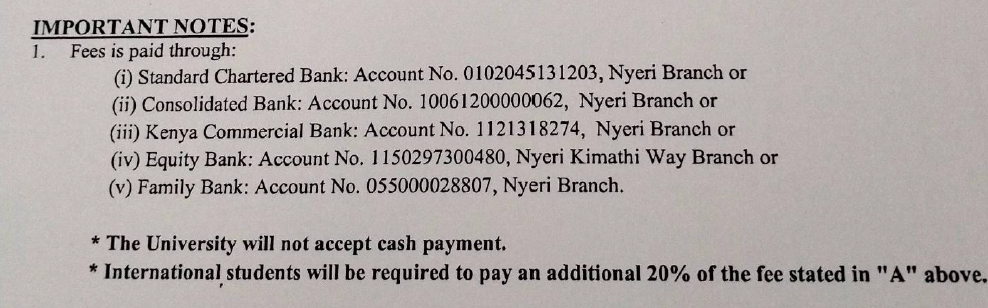 IMPORTANT NOTES:
1. Fees is paid through:
(i) Standard Chartered Bank: Account No. 0102045131203, Nyeri Branch or
(ii) Consolidated Bank: Account No. 10061200000062, Nyeri Branch or
(iii) Kenya Commercial Bank: Account No. 1121318274, Nyeri Branch or
(iv) Equity Bank: Account No. 1150297300480, Nyeri Kimathi Way Branch or
(v) Family Bank: Account No. 055000028807, Nyeri Branch.
* The University will not accept cash payment.
* International students will be required to pay an additional 20% of the fee stated in "A" above.